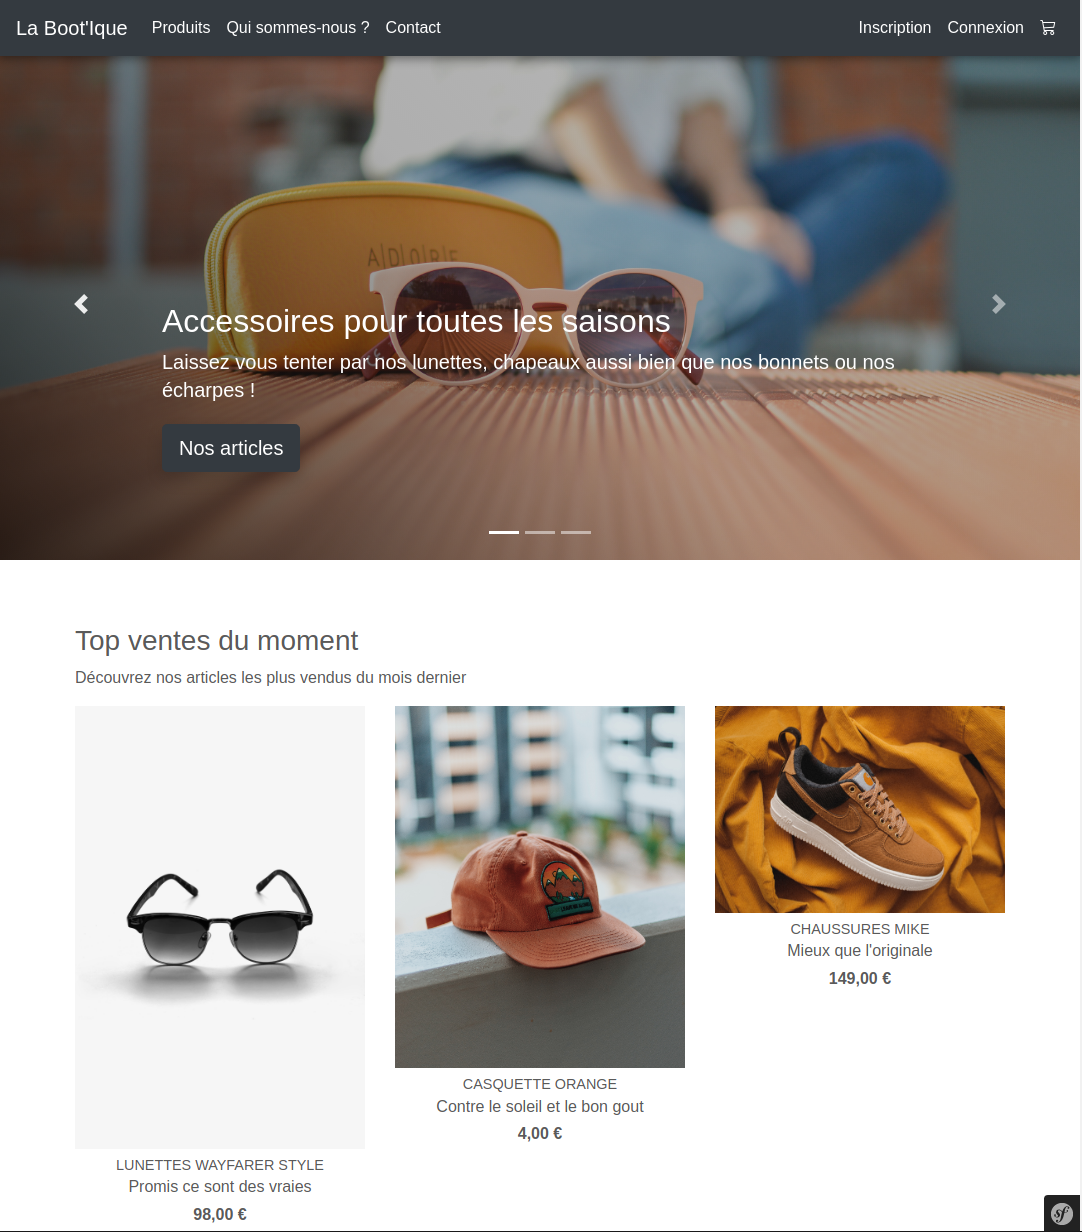 La Boot'Ique Produits Qui sommes-nous ? Contact Inscription Connexion
ADORE
Accessoires pour toutes les saisons
Laissez vous tenter par nos lunettes, chapeaux aussi bien que nos bonnets ou nos
écharpes !
Nos articles
Top ventes du moment
Découvrez nos articles les plus vendus du mois dernier
LUNETTES WAYFARER STYLE
Promis ce sont des vraies
98,00 €
CASQUETTE ORANGE
Contre le soleil et le bon gout
4,00 €
CHAUSSURES MIKE
Mieux que l'originale
149,00 €
sf